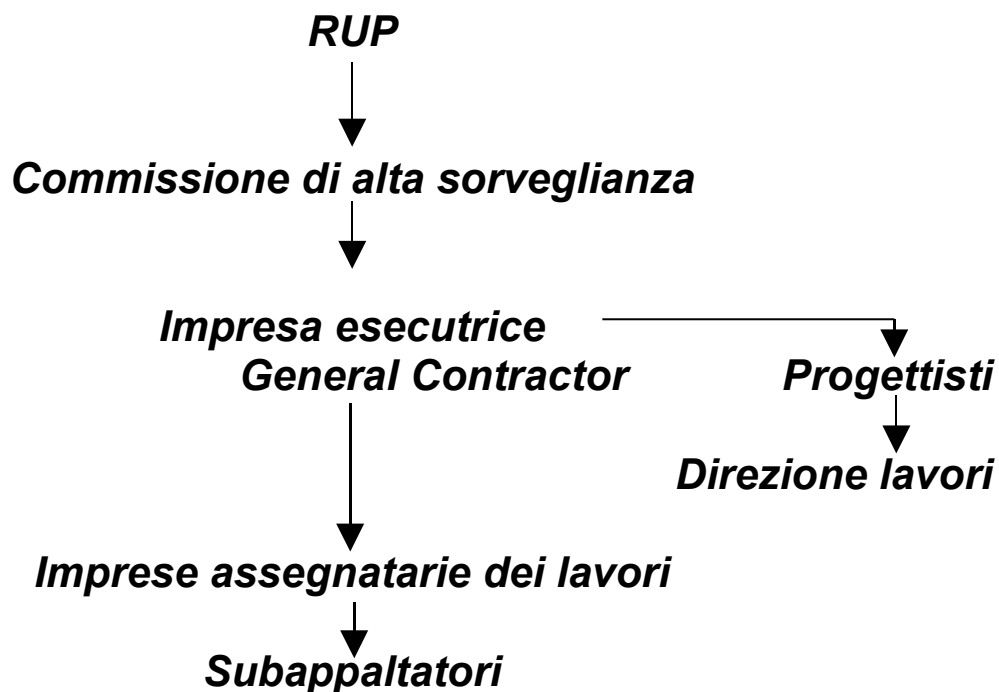 RUP
Commissione di alta sorveglianza
Impresa esecutrice
General Contractor
Progettisti
Direzione lavori
Imprese assegnatarie dei lavori
Subappaltatori